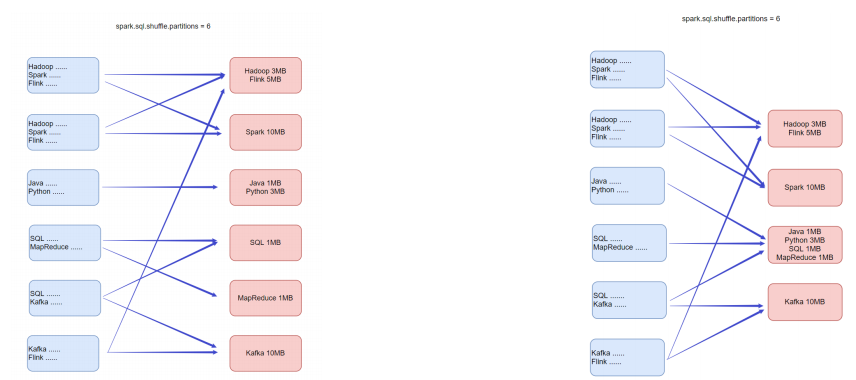 spark.sql.shuffle.partitions = 6
Hadoop ......
Spark ......
Flink ......
Hadoop 3MB
Flink 5MB
Hadoop ......
Spark ......
Flink ......
Spark 10MB
Java ......
Python ......
Java 1MB
Python 3MB
SQL ......
MapReduce ......
SQL 1MB
SQL .......
Kafka ......
MapReduce 1MB
Kafka ......
Flink ......
Kafka 10MB
spark.sql.shuffle.partitions = 6
Hadoop ......
Spark ......
Flink ......
Hadoop ......
Spark ......
Flink ......
Hadoop 3MB
Flink 5MB
Java ......
Python ......
Spark 10MB
SQL ......
MapReduce ......
Java 1MB
Python 3MB
SQL 1MB
MapReduce 1MB
SQL .......
Kafka ......
Kafka 10MB
Kafka ......
Flink ......